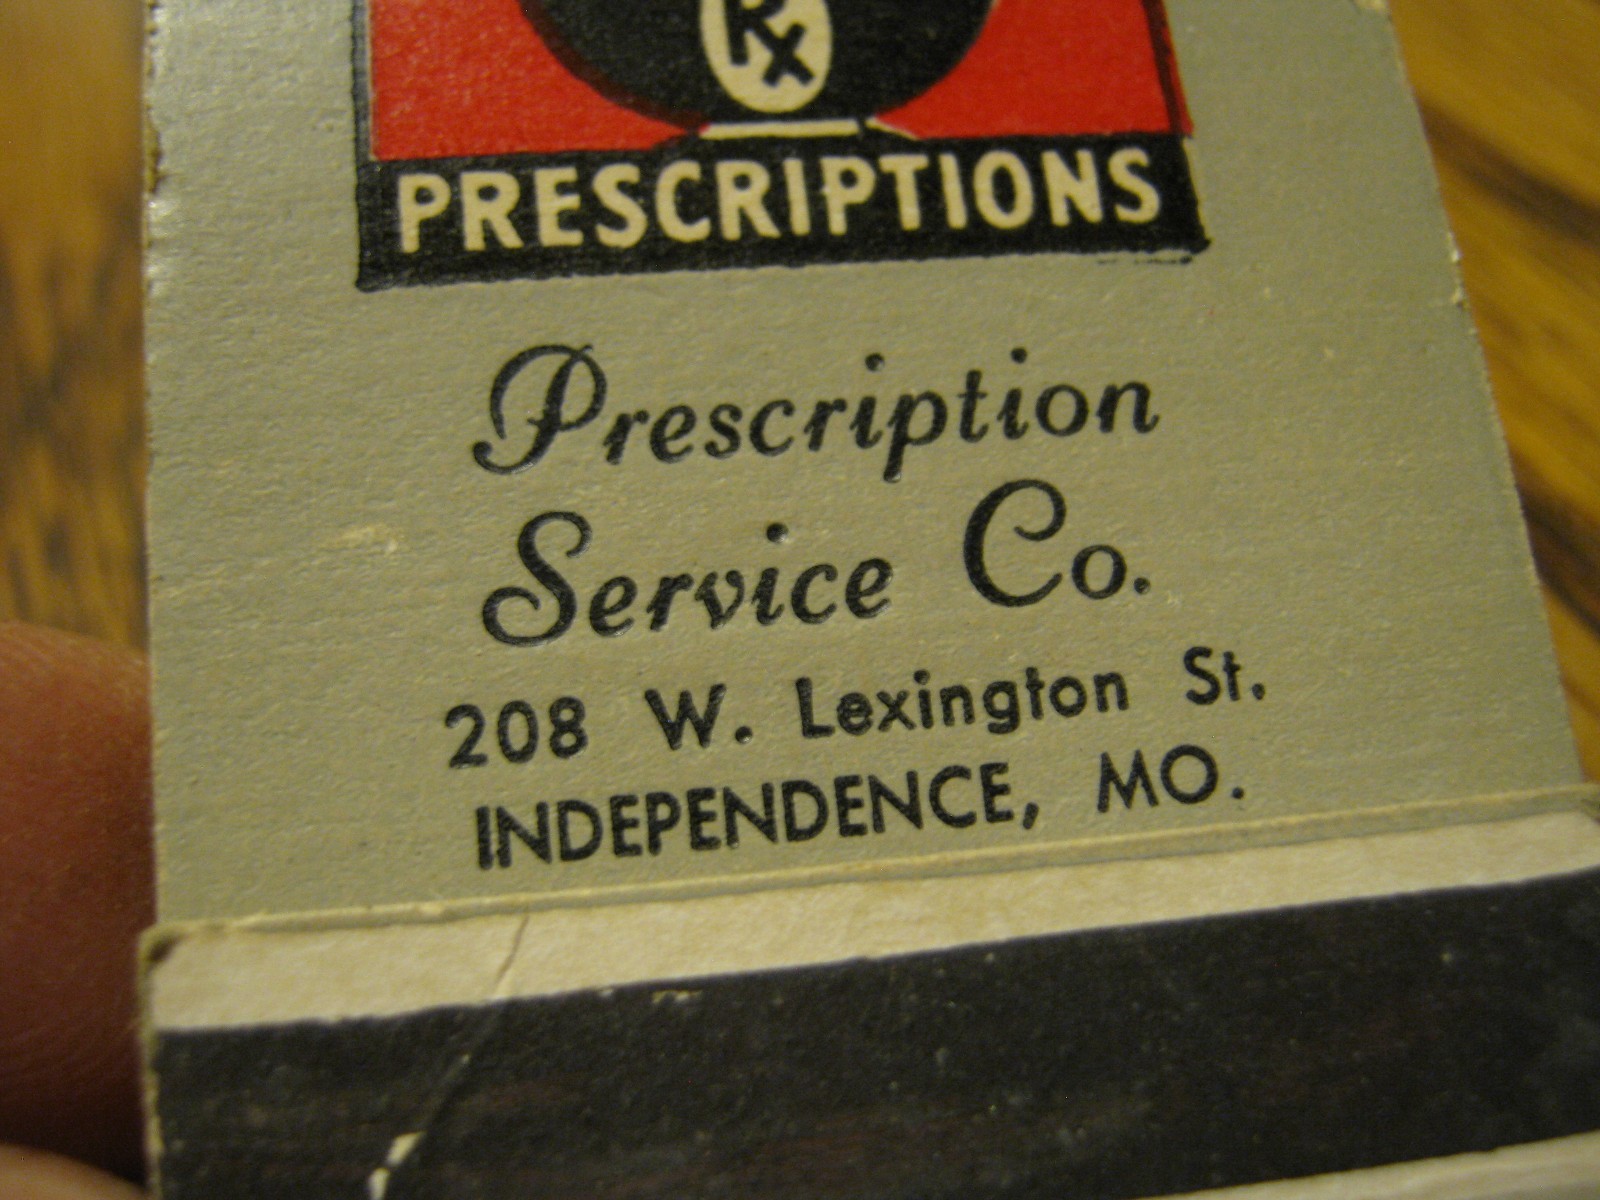 Rx
PRESCRIPTIONS
Prescription
Service Co.
208 W. Lexington St.
INDEPENDENCE, MO.